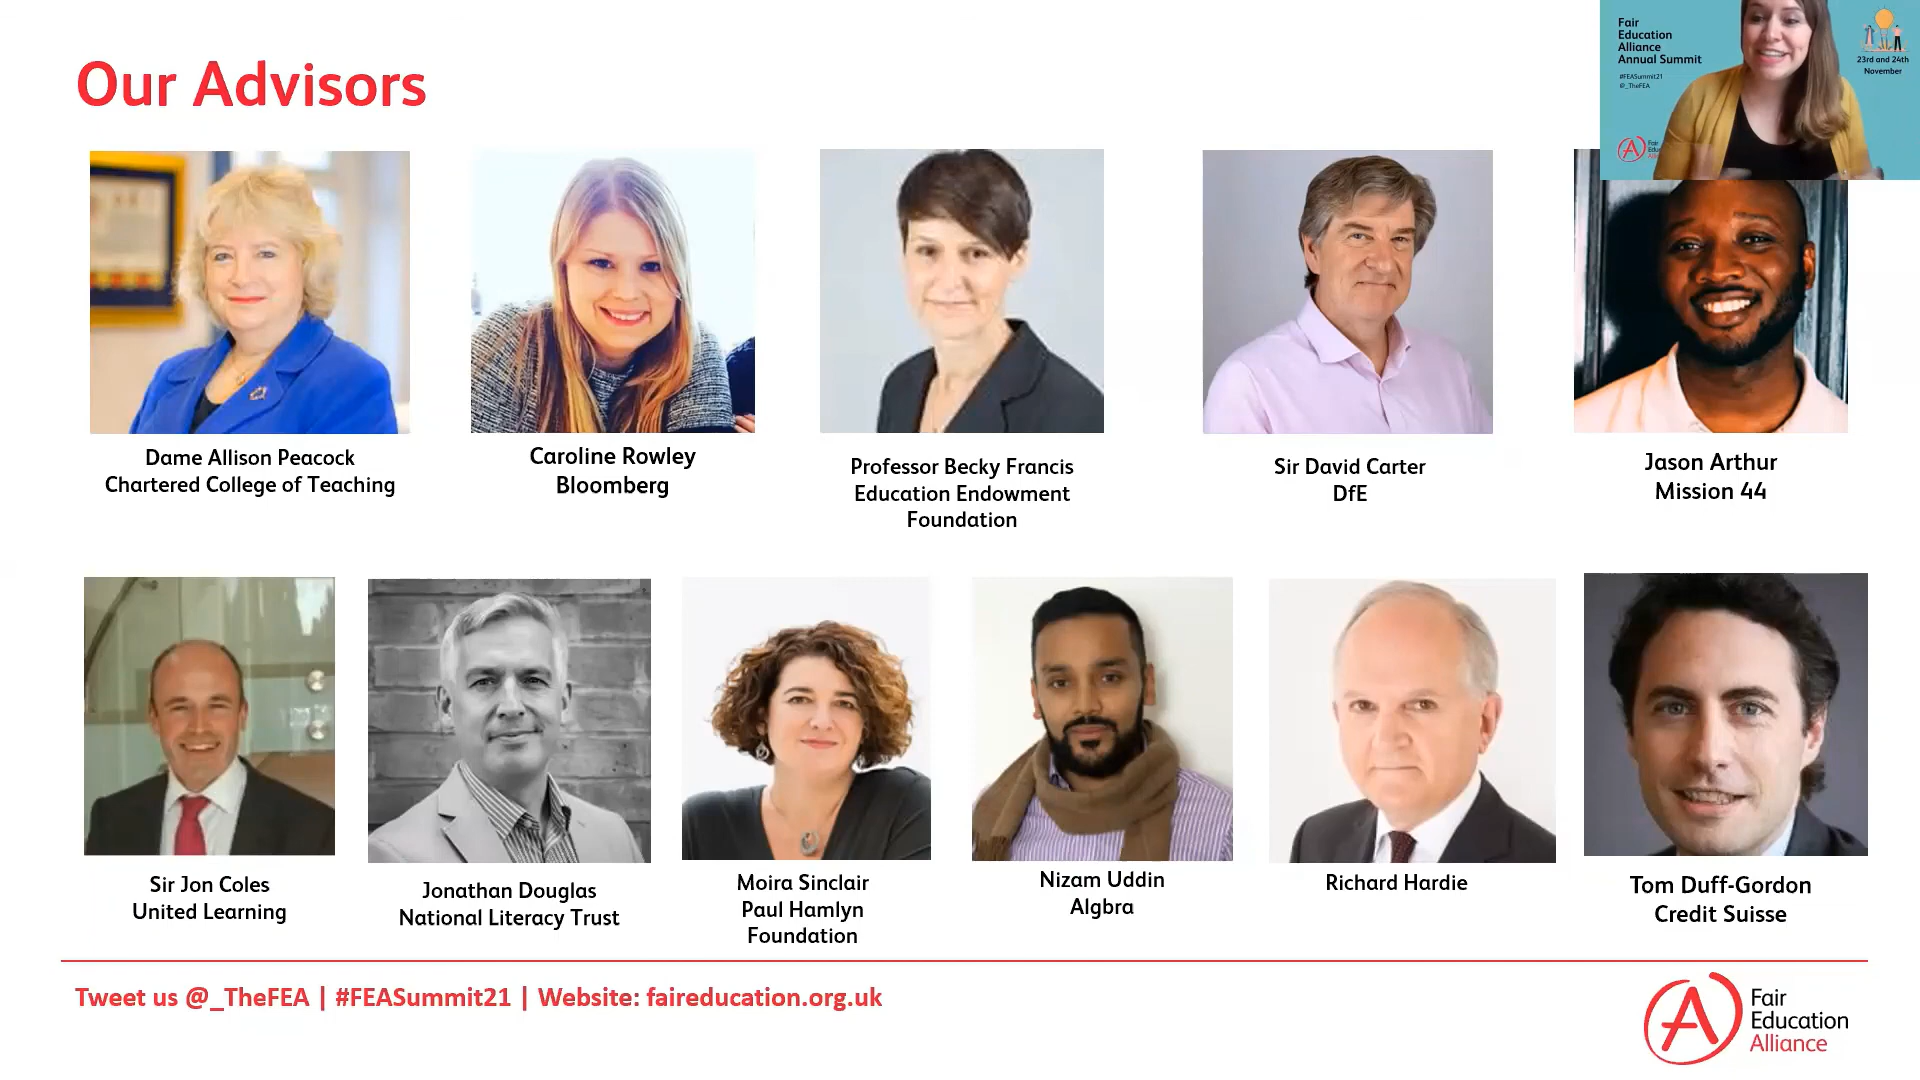 Our Advisors
Fair
Education
Alliance
Annual Summit
#FEASummit21
@_TheFEA
23rd and 24th
November
Fair
Dame Allison Peacock
Chartered College of Teaching
Caroline Rowley
Bloomberg
Professor Becky Francis
Education Endowment
Foundation
Sir David Carter
DfE
Jason Arthur
Mission 44
Sir Jon Coles
United Learning
Jonathan Douglas
National Literacy Trust
Moira Sinclair
Paul Hamlyn
Foundation
Nizam Uddin
Algbra
Richard Hardie
Tom Duff-Gordon
Credit Suisse
Tweet us @_TheFEA | #FEASummit21 | Website: faireducation.org.uk
Fair
Education
Alliance